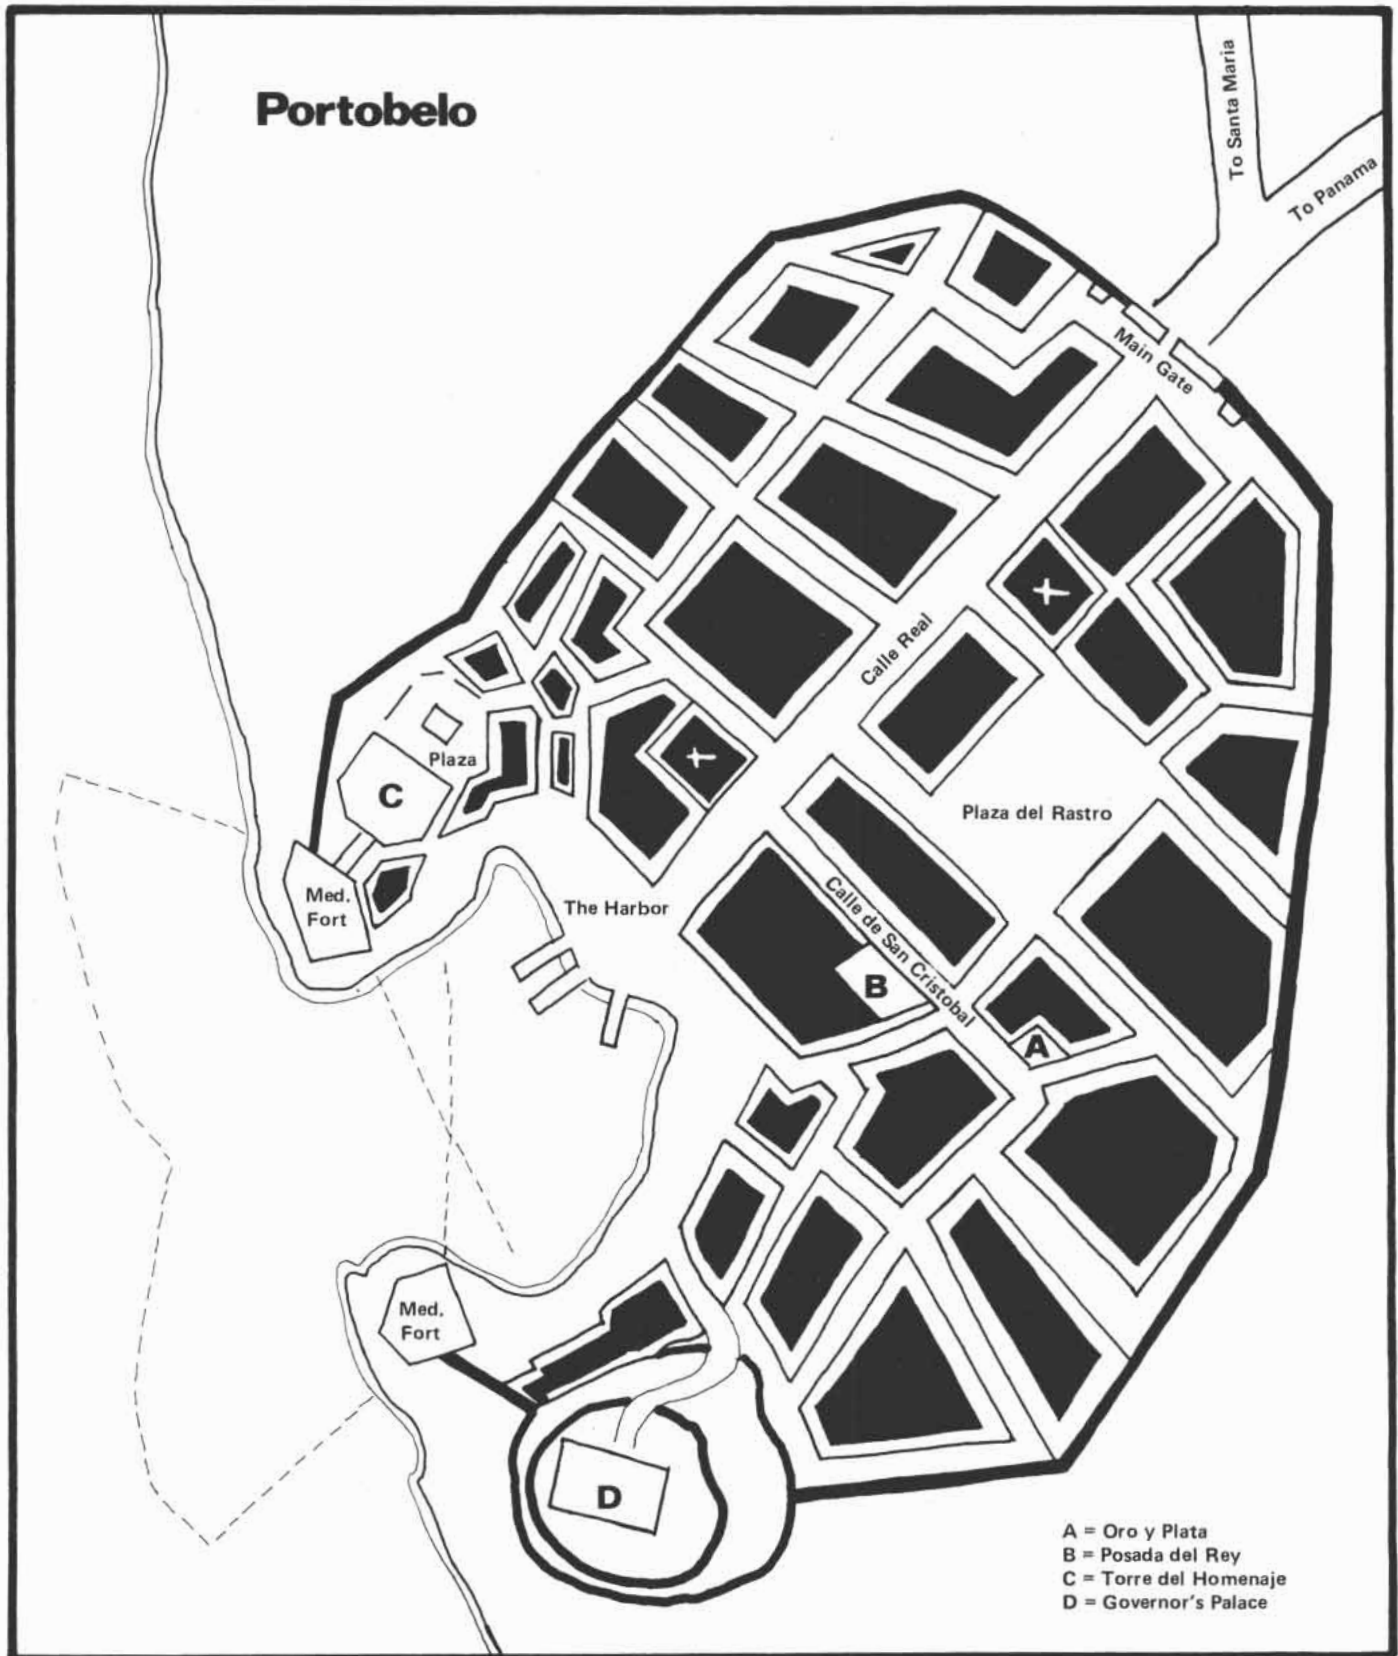 Portobelo
To Santa Maria
To Panama
Main Gate
Calle Real
Plaza
C
Plaza del Rastro
Med.
Fort
The Harbor
Calle de San Cristobal
B
A
Med.
Fort
D
A = Oro y Plata
B = Posada del Rey
C = Torre del Homenaje
D = Governor's Palace